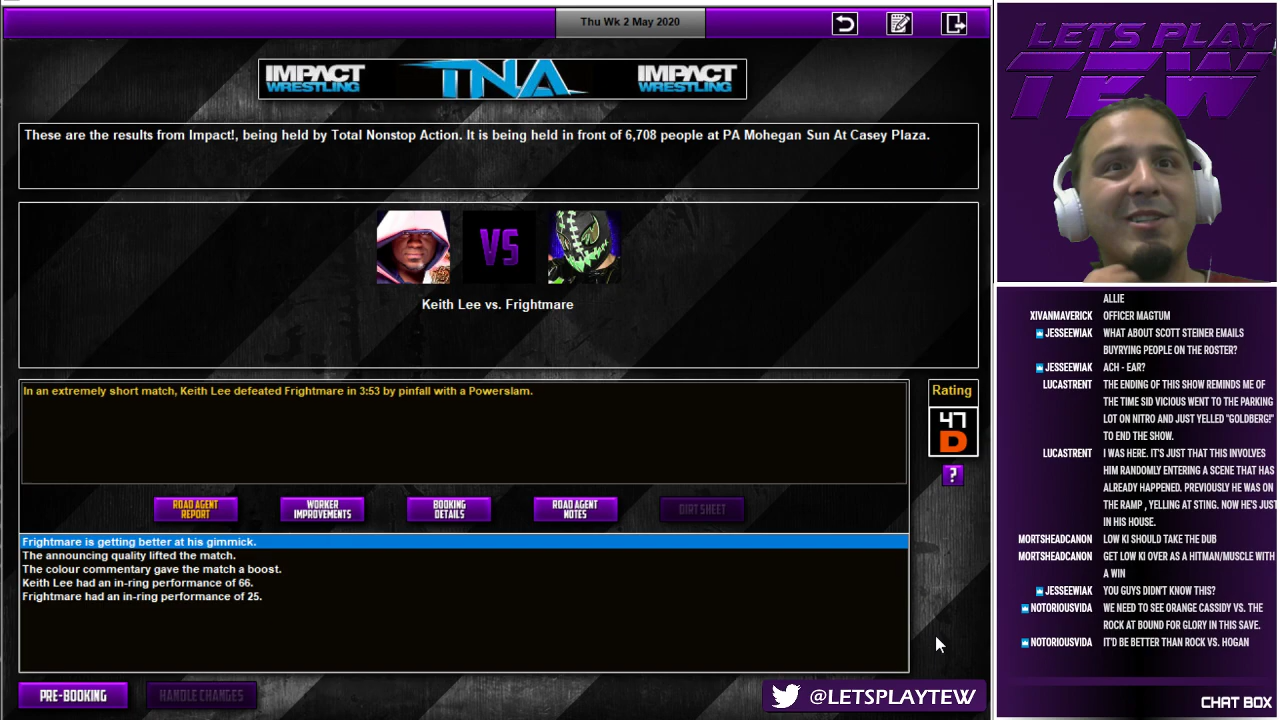 Thu Wk 2 May 2020
IMPACT WRESTLING TNA IMPACT WRESTLING
These are the results from Impact!, being held by Total Nonstop Action. It is being held in front of 6,708 people at PA Mohegan Sun At Casey Plaza.
VS
Keith Lee vs. Frightmare
In an extremely short match, Keith Lee defeated Frightmare in 3:53 by pinfall with a Powerslam.
Rating
47
D
?
ROAD AGENT REPORT
WORKER IMPROVEMENTS
BOOKING DETAILS
ROAD AGENT NOTES
DIRT SHEET
Frightmare is getting better at his gimmick.
The announcing quality lifted the match.
The colour commentary gave the match a boost.
Keith Lee had an in-ring performance of 66.
Frightmare had an in-ring performance of 25.
PRE-BOOKING
HANDLE CHANGES
@LETSPLAYTEW
LETS PLAY
TEW
ALLIE
XIVANMAVERICK OFFICER MAGTUM
JESSEEWIAK WHAT ABOUT SCOTT STEINER EMAILS
BUYRYING PEOPLE ON THE ROSTER?
JESSEEWIAK ACH - EAR?
LUCASTRENT THE ENDING OF THIS SHOW REMINDS ME OF
THE TIME SID VICIOUS WENT TO THE PARKING
LOT ON NITRO AND JUST YELLED "GOLDBERG!"
TO END THE SHOW.
LUCASTRENT I WAS HERE. IT'S JUST THAT THIS INVOLVES
HIM RANDOMLY ENTERING A SCENE THAT HAS
ALREADY HAPPENED. PREVIOUSLY HE WAS ON
THE RAMP , YELLING AT STING. NOW HE'S JUST
IN HIS HOUSE.
MORTSHEADCANON LOW KI SHOULD TAKE THE DUB
MORTSHEADCANON GET LOW KI OVER AS A HITMAN/MUSCLE WITH
A WIN
JESSEEWIAK YOU GUYS DIDN'T KNOW THIS?
NOTORIOUSVIDA WE NEED TO SEE ORANGE CASSIDY VS. THE
ROCK AT BOUND FOR GLORY IN THIS SAVE.
NOTORIOUSVIDA IT'D BE BETTER THAN ROCK VS. HOGAN
CHAT BOX